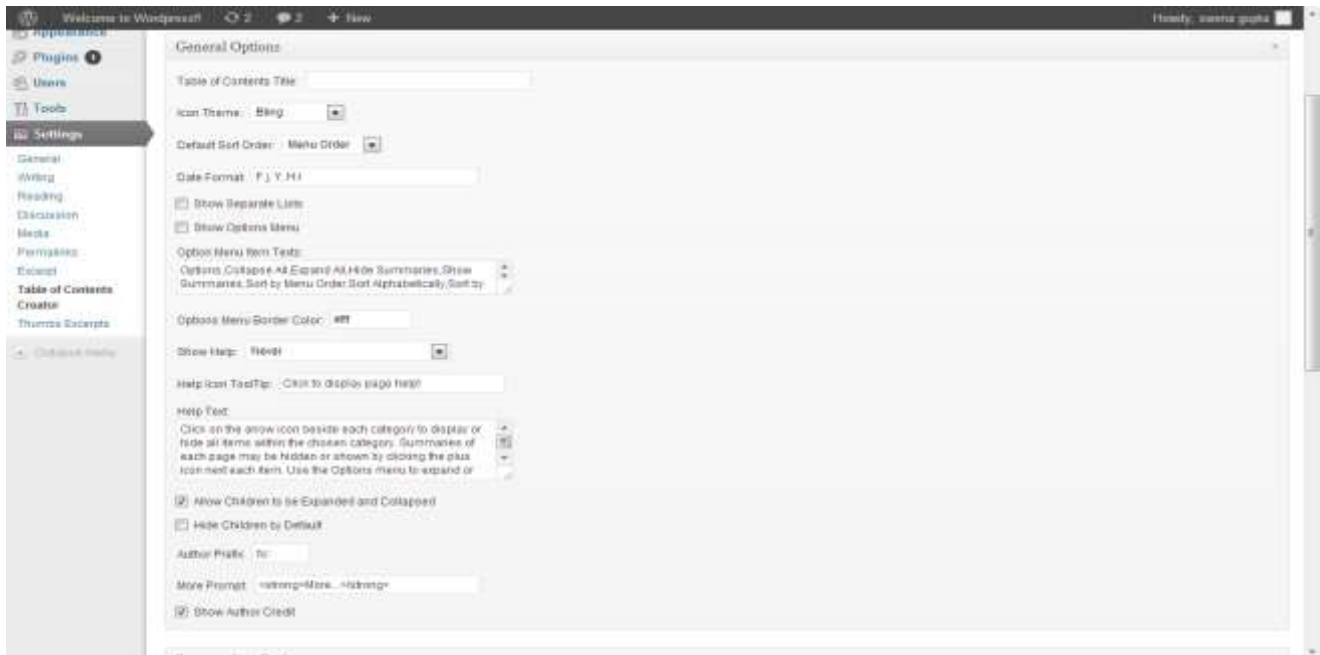 Welcome to Wordpress!! 2 2 + New
Howdy, seema gupta
Appearance
Plugins 1
Users
Tools
Settings
General
Writing
Reading
Discussion
Media
Permalinks
Excerpt
Table of Contents
Creator
Thumbs Excerpts
Collapse menu
General Options
Table of Contents Title:
Icon Theme: Bling
Default Sort Order: Menu Order
Date Format: F j, Y, H:i
Show Separate Lists
Show Options Menu
Option Menu Item Texts:
Options,Collapse All,Expand All,Hide Summaries,Show
Summaries,Sort by Menu Order,Sort Alphabetically,Sort by
Options Menu Border Color: #fff
Show Help: Never
Help Icon ToolTip: Click to display page help!
Help Text:
Click on the arrow icon beside each category to display or
hide all items within the chosen category. Summaries of
each page may be hidden or shown by clicking the plus
icon next each item. Use the Options menu to expand or
Allow Children to be Expanded and Collapsed
Hide Children by Default
Author Prefix: by:
More Prompt: <strong>More...</strong>
Show Author Credit